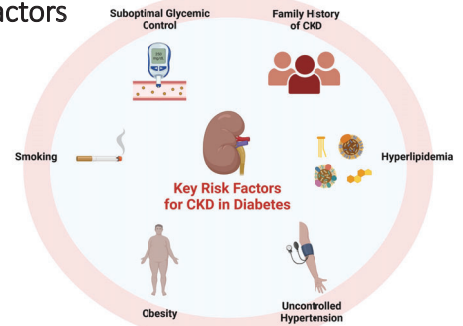 actors
Suboptimal Glycemic
Control
Family History
of CKD
Smoking
Hyperlipidemia
Key Risk Factors
for CKD in Diabetes
Obesity
Uncontrolled
Hypertension